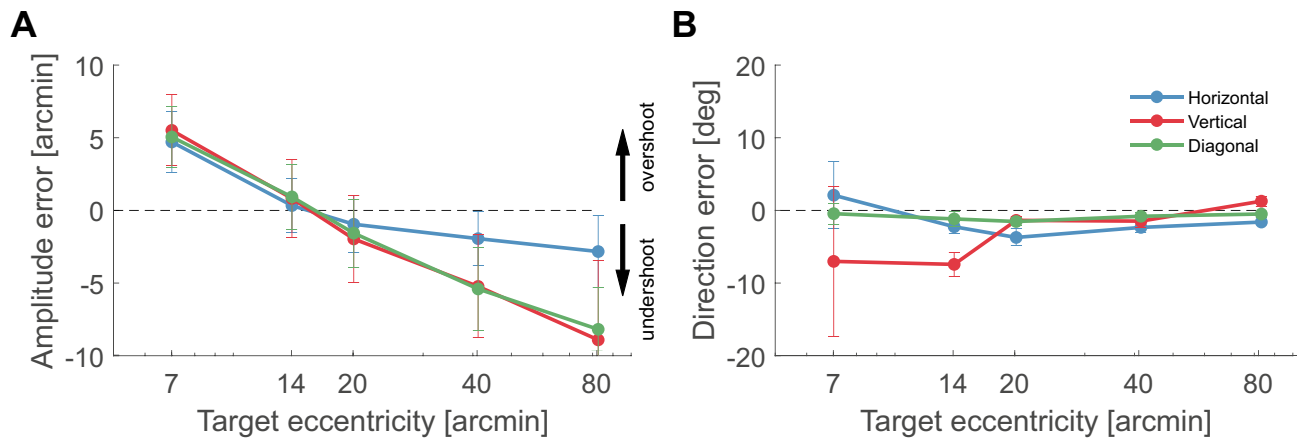 A
Amplitude error [arcmin]
10
5
0
-5
-10
7
14
20
40
80
Target eccentricity [arcmin]
overshoot
undershoot
B
Direction error [deg]
20
10
0
-10
-20
7
14
20
40
80
Target eccentricity [arcmin]
Horizontal
Vertical
Diagonal